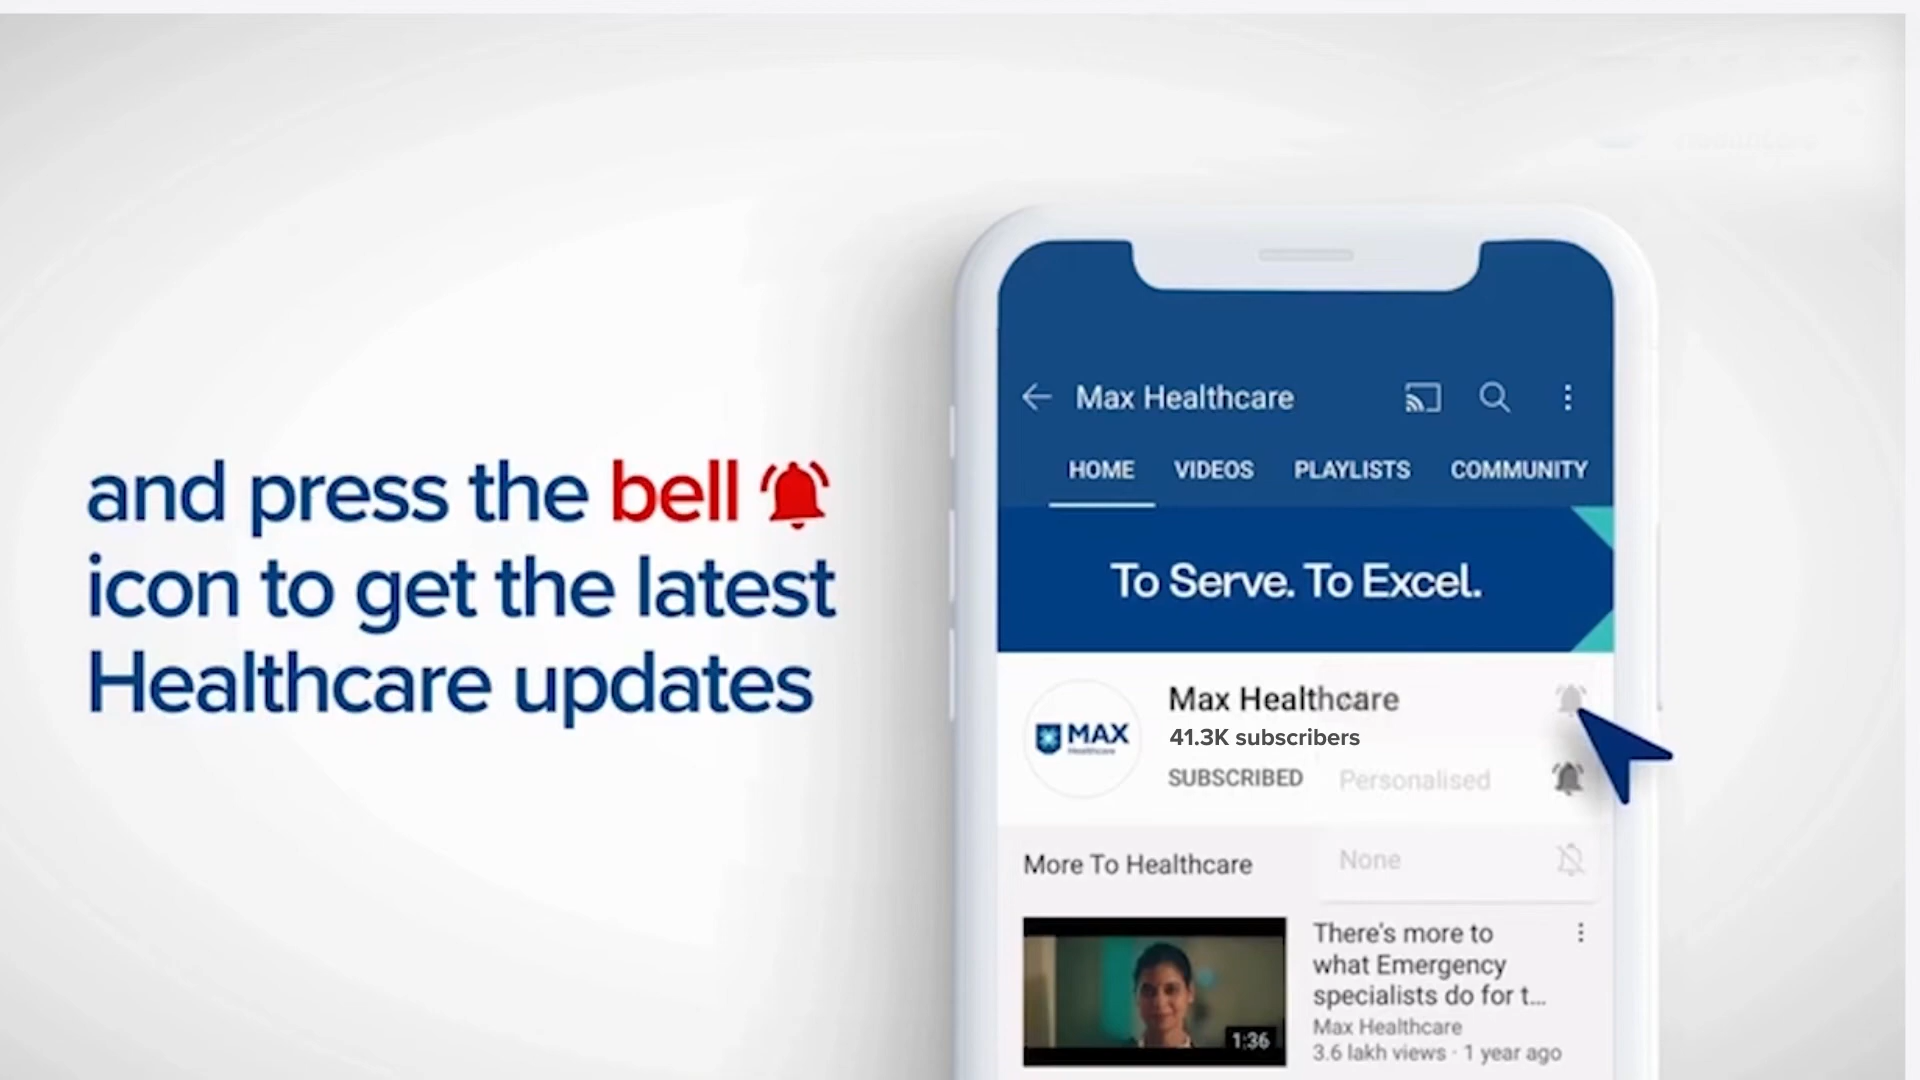 and press the bell
icon to get the latest
Healthcare updates
Max Healthcare
HOME VIDEOS PLAYLISTS COMMUNITY
To Serve. To Excel.
MAX
Healthcare
Max Healthcare
41.3K subscribers
SUBSCRIBED
Personalised
None
More To Healthcare
1:36
There's more to
what Emergency
specialists do for t...
Max Healthcare
3.6 lakh views · 1 year ago